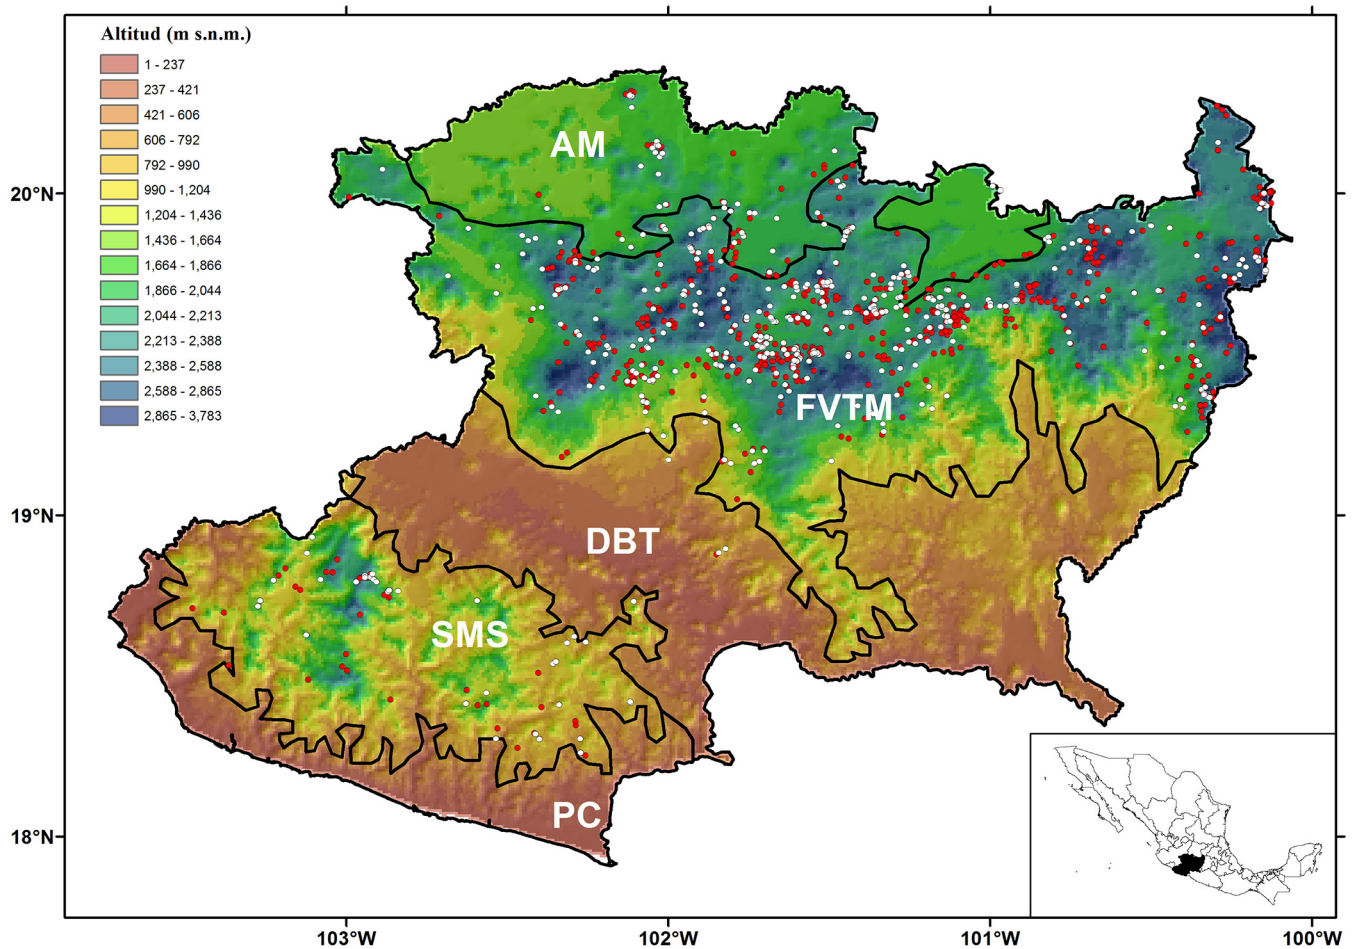 Altitud (m s.n.m.)
1 - 237
237 - 421
421 - 606
606 - 792
792 - 990
990 - 1,204
1,204 - 1,436
1,436 - 1,664
1,664 - 1,866
1,866 - 2,044
2,044 - 2,213
2,213 - 2,388
2,388 - 2,588
2,588 - 2,865
2,865 - 3,783
AM
20°N
FVTM
19°N
DBT
SMS
PC
18°N
103°W
102°W
101°W
100°W